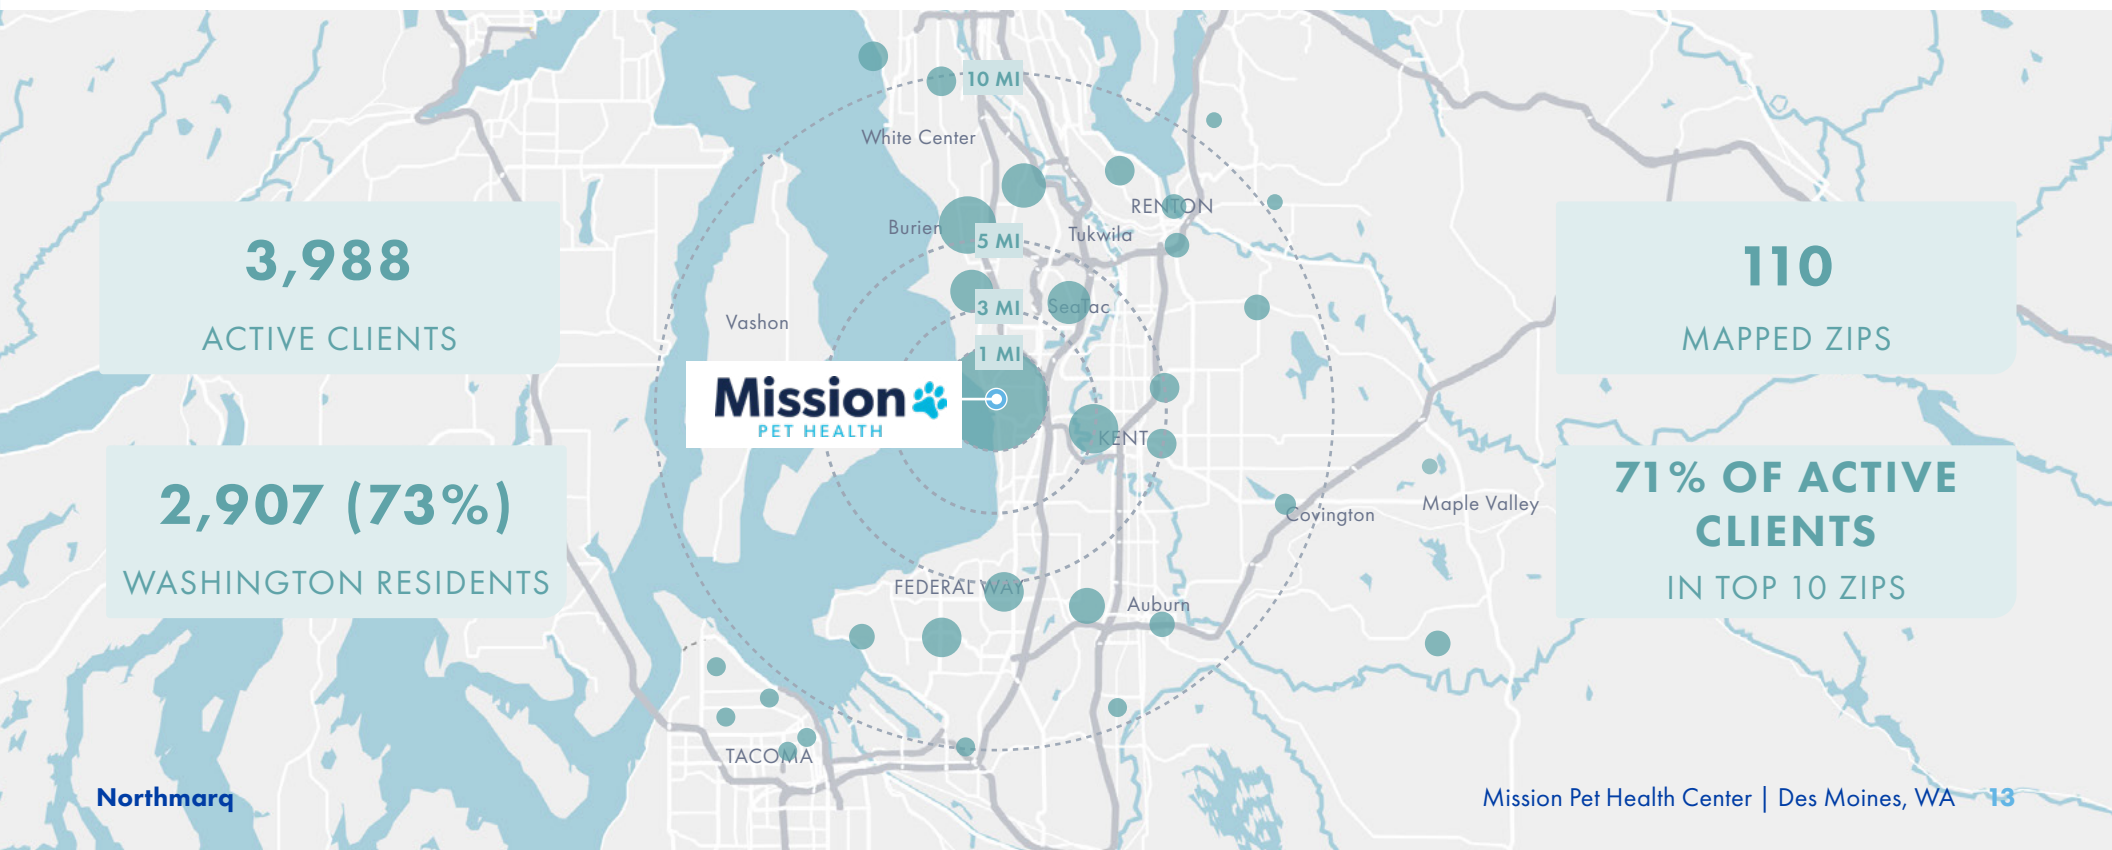 10 MI
White Center
RENTON
Burien
5 MI
Tukwila
3,988
ACTIVE CLIENTS
110
MAPPED ZIPS
3 MI
SeaTac
Vashon
1 MI
Mission
PET HEALTH
KENT
2,907 (73%)
WASHINGTON RESIDENTS
71% OF ACTIVE
CLIENTS
IN TOP 10 ZIPS
Covington
Maple Valley
FEDERAL WAY
Auburn
TACOMA
Northmarq
Mission Pet Health Center | Des Moines, WA 13